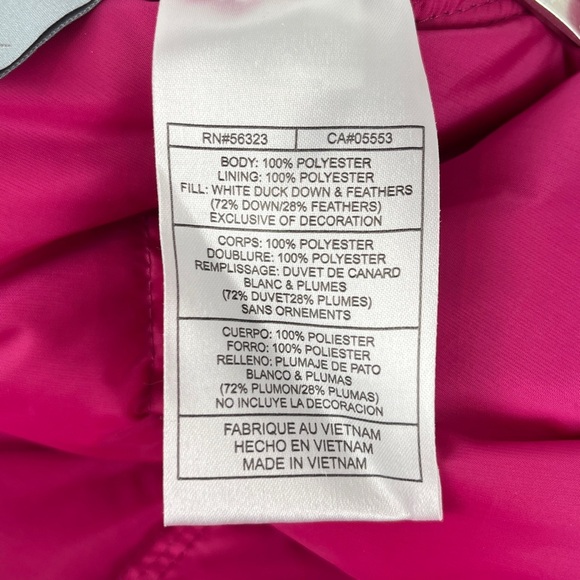 RN#56323 CA#05553
BODY: 100% POLYESTER
LINING: 100% POLYESTER
FILL: WHITE DUCK DOWN & FEATHERS
(72% DOWN/28% FEATHERS)
EXCLUSIVE OF DECORATION
CORPS: 100% POLYESTER
DOUBLURE: 100% POLYESTER
REMPLISSAGE: DUVET DE CANARD
BLANC & PLUMES
(72% DUVET28% PLUMES)
SANS ORNEMENTS
CUERPO: 100% POLIESTER
FORRO: 100% POLIESTER
RELLENO: PLUMAJE DE PATO
BLANCO & PLUMAS
(72% PLUMON/28% PLUMAS)
NO INCLUYE LA DECORACION
FABRIQUE AU VIETNAM
HECHO EN VIETNAM
MADE IN VIETNAM